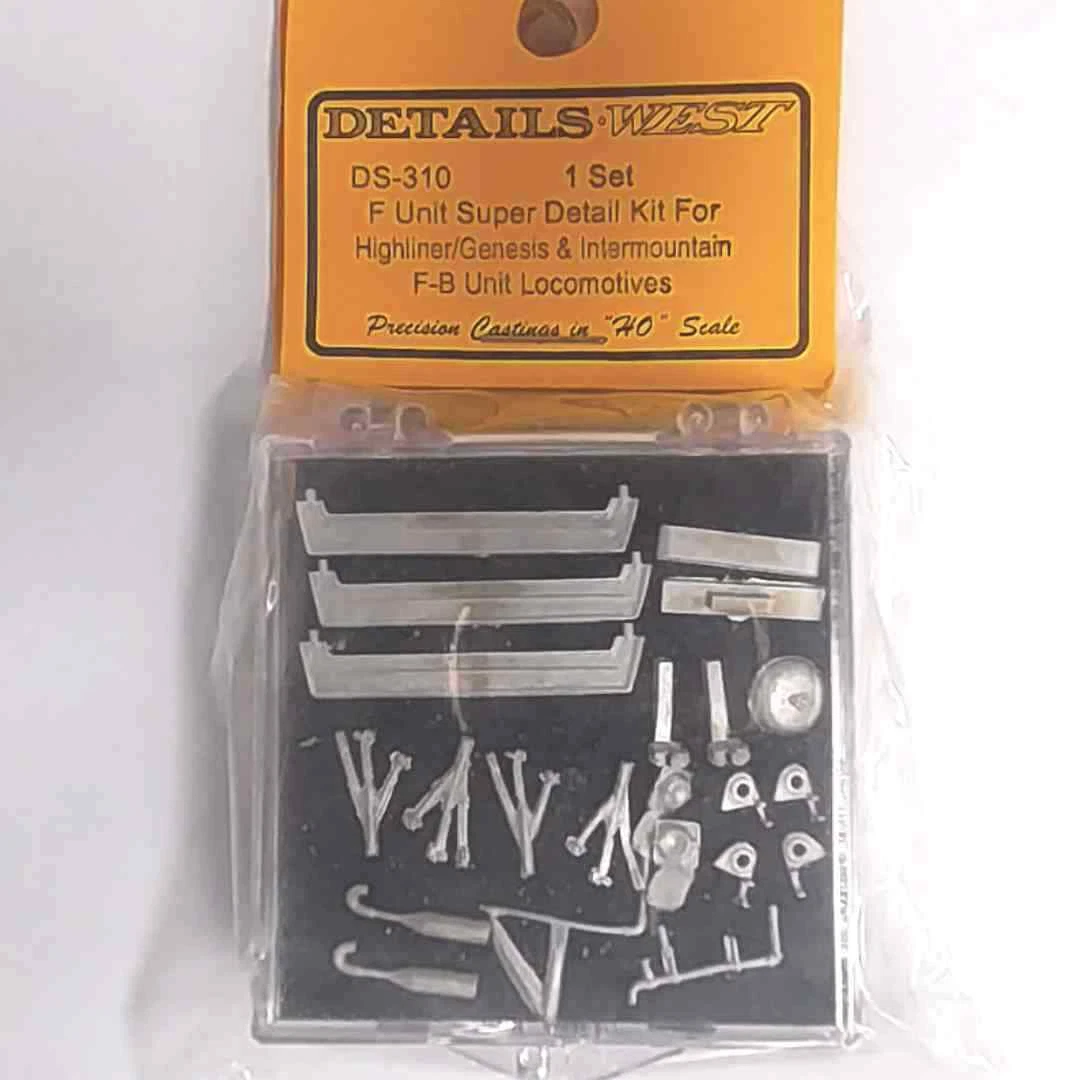 DETAILS•WEST
DS-310 1 Set
F Unit Super Detail Kit For
Highliner/Genesis & Intermountain
F-B Unit Locomotives
Precision Castings in "HO" Scale